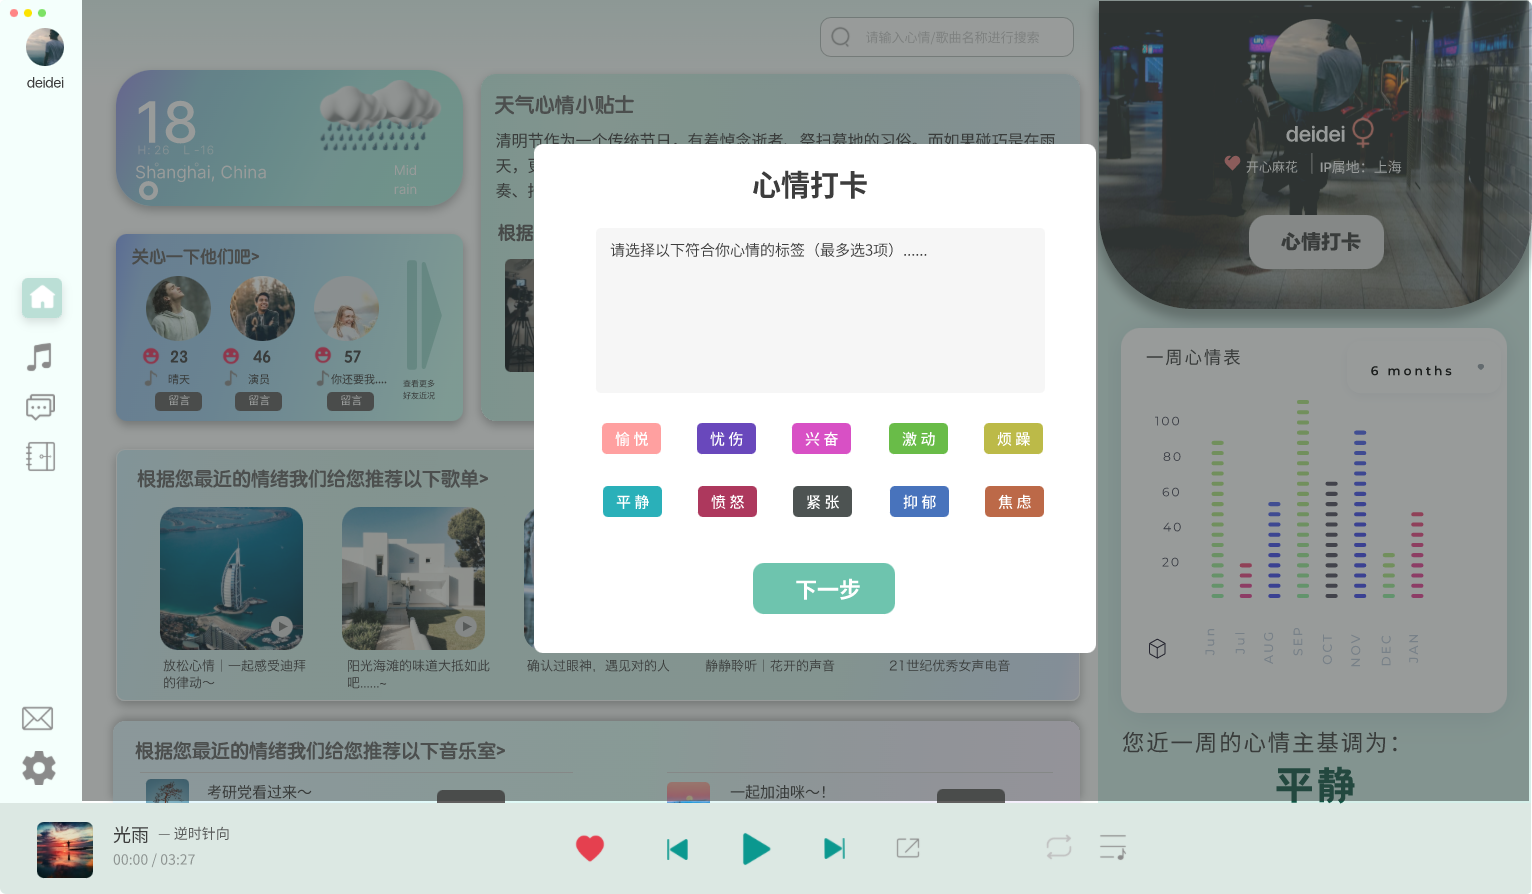 deidei
请输入心情/歌曲名称进行搜索
18
H: 26 L -16
Shanghai, China
Mid
rain
天气心情小贴士
清明节作为一个传统节日，有着悼念逝者、祭扫墓地的习俗。而如果碰巧是在雨
天，
奏、
根据
deidei
开心麻花
IP属地：上海
心情打卡
关心一下他们吧>
23
46
57
晴天
演员
你还要我....
留言
留言
留言
查看更多
好友近况
心情打卡
请选择以下符合你心情的标签（最多选3项）......
愉悦
忧伤
兴奋
激动
烦躁
平静
愤怒
紧张
抑郁
焦虑
下一步
根据您最近的情绪我们给您推荐以下歌单>
放松心情｜一起感受迪拜
的律动～
阳光海滩的味道大抵如此
吧......~
确认过眼神，遇见对的人
静静聆听｜花开的声音
21世纪优秀女声电音
根据您最近的情绪我们给您推荐以下音乐室>
考研党看过来～
一起加油咪～！
一周心情表
6 months
100
80
60
40
20
Jun
Jul
AUG
SEP
OCT
NOV
DEC
JAN
您近一周的心情主基调为：
平静
光雨 — 逆时针向
00:00 / 03:27